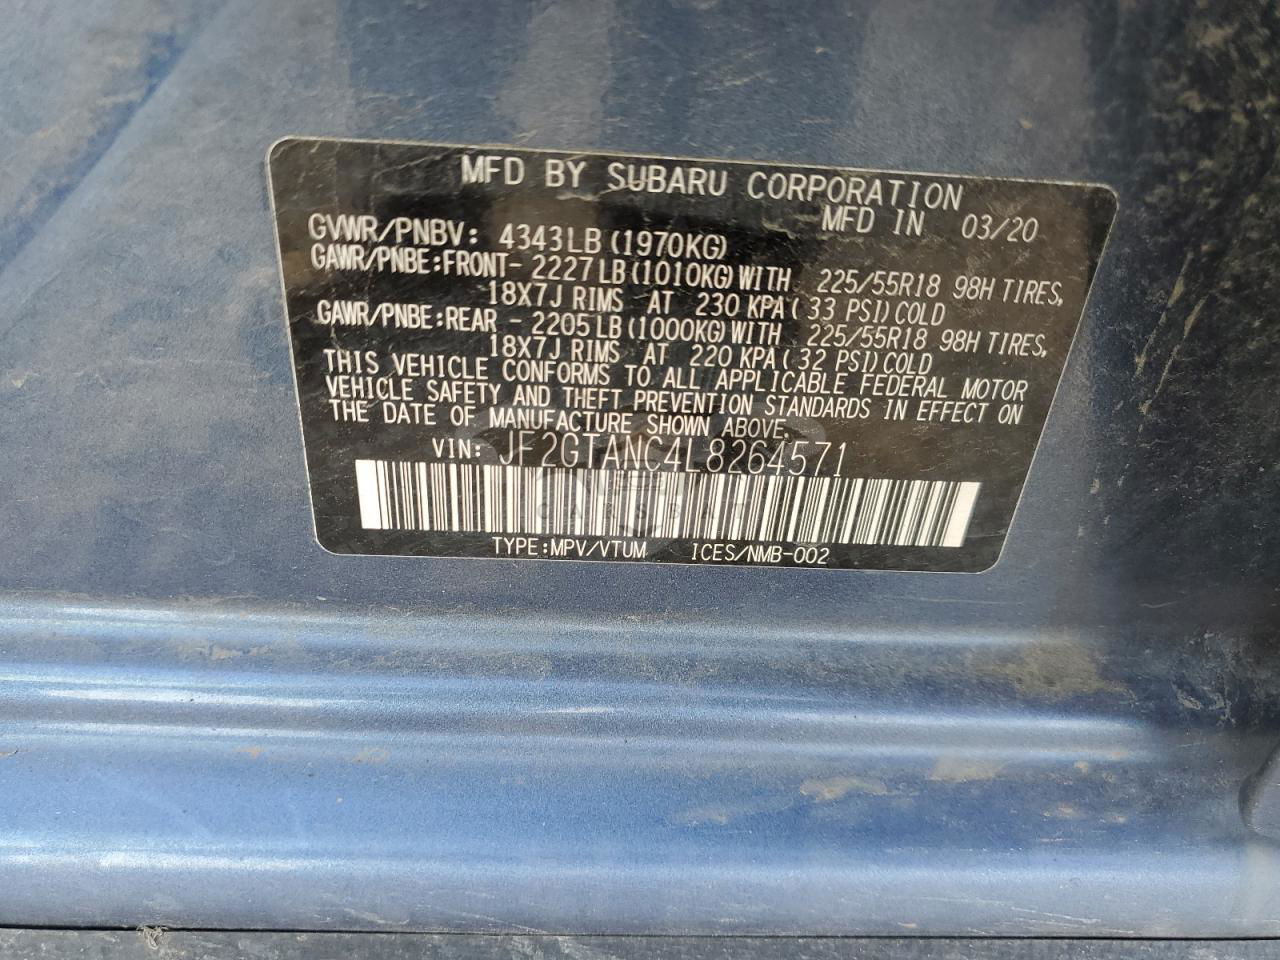 MFD BY SUBARU CORPORATION
MFD IN 03/20
GVWR/PNBV: 4343LB(1970KG)
GAWR/PNBE:FRONT- 2227LB(1010KG)WITH 225/55R18 98H TIRES,
18X7J RIMS AT 230 KPA( 33 PSI)COLD
GAWR/PNBE:REAR - 2205LB(1000KG)WITH 225/55R18 98H TIRES,
18X7J RIMS AT 220 KPA( 32 PSI)COLD
THIS VEHICLE CONFORMS TO ALL APPLICABLE FEDERAL MOTOR
VEHICLE SAFETY AND THEFT PREVENTION STANDARDS IN EFFECT ON
THE DATE OF MANUFACTURE SHOWN ABOVE.
VIN: JF2GTANC4L8264571
TYPE:MPV/VTUM ICES/NMB-002